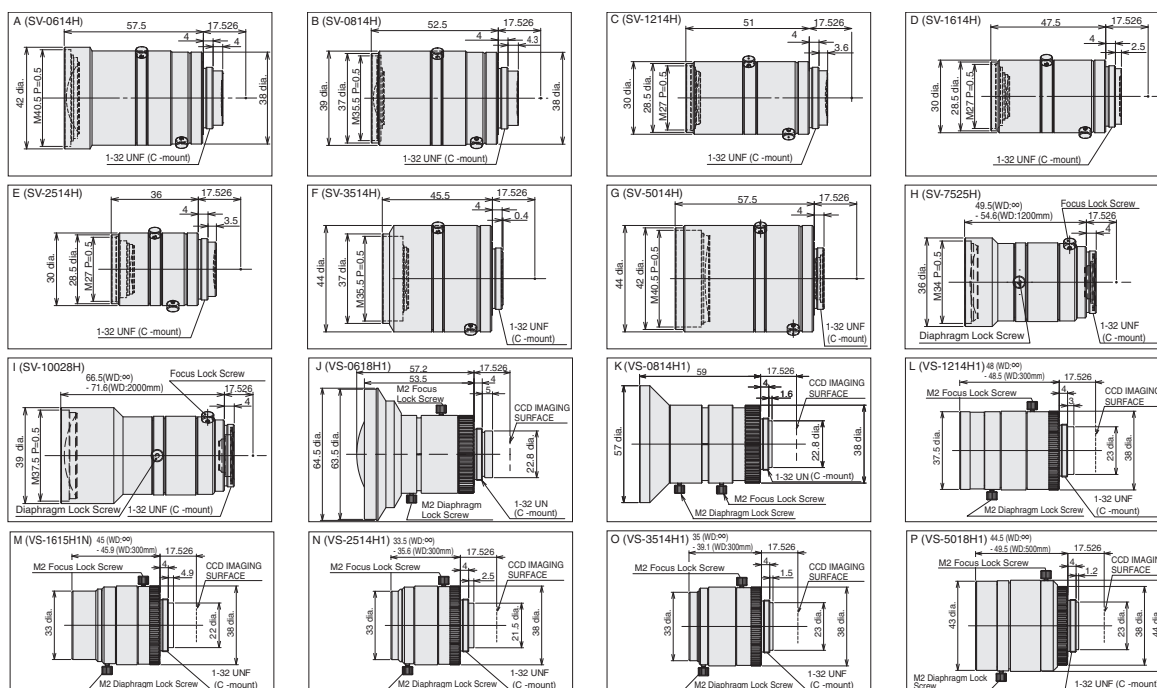 A (SV-0614H)
57.5
17.526
4
4
42 dia.
M40.5 P=0.5
38 dia.
1-32 UNF (C -mount)
B (SV-0814H)
52.5
17.526
4
4.3
39 dia.
37 dia.
M35.5 P=0.5
38 dia.
1-32 UNF (C -mount)
C (SV-1214H)
51
17.526
4
3.6
30 dia.
28.5 dia.
M27 P=0.5
1-32 UNF (C -mount)
D (SV-1614H)
47.5
17.526
4
2.5
30 dia.
28.5 dia.
M27 P=0.5
1-32 UNF (C -mount)
E (SV-2514H)
36
17.526
4
3.5
30 dia.
28.5 dia.
M27 P=0.5
1-32 UNF (C -mount)
F (SV-3514H)
45.5
17.526
4
0.4
44 dia.
37 dia.
M35.5 P=0.5
1-32 UNF
(C -mount)
G (SV-5014H)
57.5
17.526
4
44 dia.
42 dia.
M40.5 P=0.5
1-32 UNF
(C -mount)
H (SV-7525H)
49.5(WD:∞)
- 54.6(WD:1200mm)
Focus Lock Screw
17.526
4
36 dia.
M34 P=0.5
Diaphragm Lock Screw
1-32 UNF
(C -mount)
I (SV-10028H)
66.5(WD:∞)
- 71.6(WD:2000mm)
Focus Lock Screw
17.526
4
39 dia.
M37.5 P=0.5
Diaphragm Lock Screw
1-32 UNF (C -mount)
J (VS-0618H1)
57.2
17.526
53.5
4
5
M2 Focus
Lock Screw
CCD IMAGING
SURFACE
64.5 dia.
63.5 dia.
22.8 dia.
M2 Diaphragm
Lock Screw
1-32 UN
(C -mount)
K (VS-0814H1)
59
17.526
4
1.6
CCD IMAGING
SURFACE
57 dia.
22.8 dia.
38 dia.
1-32 UN (C -mount)
M2 Focus Lock Screw
M2 Diaphragm Lock Screw
L (VS-1214H1)
48 (WD:∞)
- 48.5 (WD:300mm)
17.526
M2 Focus Lock Screw
4
3
CCD IMAGING
SURFACE
37.5 dia.
23 dia.
38 dia.
M2 Diaphragm Lock Screw
1-32 UNF
(C -mount)
M (VS-1615H1N)
45 (WD:∞)
- 45.9 (WD:300mm)
17.526
M2 Focus Lock Screw
4
4.9
CCD IMAGING
SURFACE
33 dia.
22 dia.
38 dia.
M2 Diaphragm Lock Screw
1-32 UNF
(C -mount)
N (VS-2514H1)
33.5 (WD:∞)
- 35.6 (WD:300mm)
17.526
M2 Focus Lock Screw
4
2.5
CCD IMAGING
SURFACE
33 dia.
21.5 dia.
38 dia.
M2 Diaphragm Lock Screw
1-32 UNF
(C -mount)
O (VS-3514H1)
35 (WD:∞)
- 39.1 (WD:300mm)
17.526
M2 Focus Lock Screw
4
1.5
CCD IMAGING
SURFACE
33 dia.
23 dia.
38 dia.
M2 Diaphragm Lock Screw
1-32 UNF
(C -mount)
P (VS-5018H1)
44.5 (WD:∞)
- 49.5 (WD:500mm)
17.526
M2 Focus Lock Screw
4
1.2
CCD IMAGING
SURFACE
43 dia.
23 dia.
38 dia.
44 dia.
M2 Diaphragm Lock
Screw
1-32 UNF (C -mount)